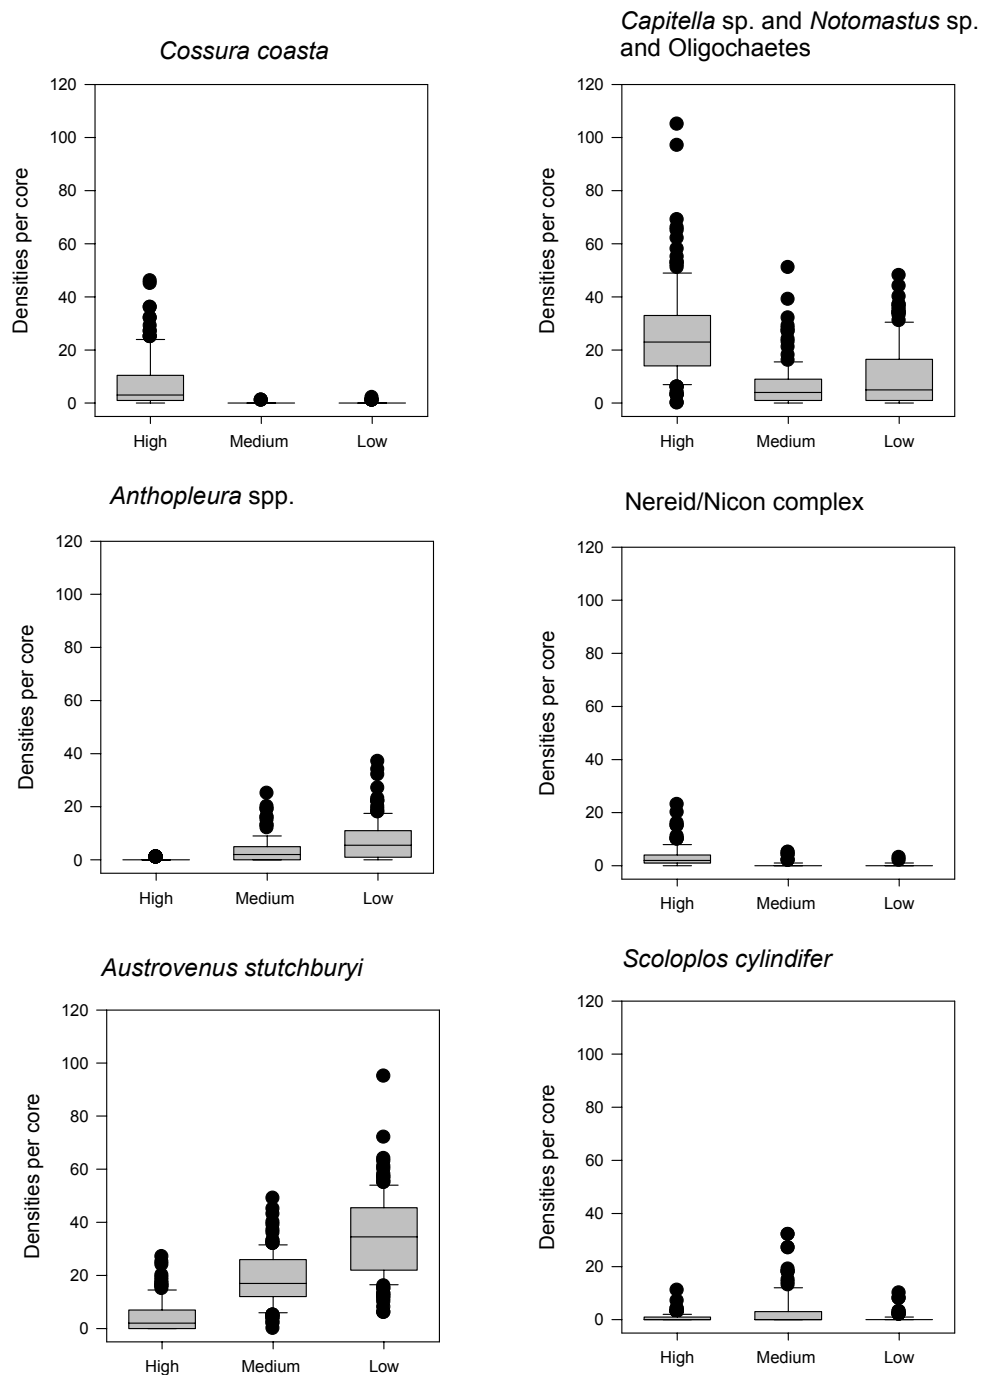 Cossura coasta
Densities per core
120
100
80
60
40
20
0
High Medium Low
Capitella sp. and Notomastus sp.
and Oligochaetes
Densities per core
120
100
80
60
40
20
0
High Medium Low
Anthopleura spp.
Densities per core
120
100
80
60
40
20
0
High Medium Low
Nereid/Nicon complex
Densities per core
120
100
80
60
40
20
0
High Medium Low
Austrovenus stutchburyi
Densities per core
120
100
80
60
40
20
0
High Medium Low
Scoloplos cylindifer
Densities per core
120
100
80
60
40
20
0
High Medium Low